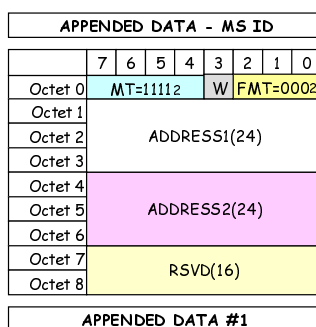 APPENDED DATA - MS ID
7 6 5 4 3 2 1 0
Octet 0 MT=1111₂ W FMT=000₂
Octet 1
Octet 2 ADDRESS1(24)
Octet 3
Octet 4
Octet 5 ADDRESS2(24)
Octet 6
Octet 7 RSVD(16)
Octet 8
APPENDED DATA #1